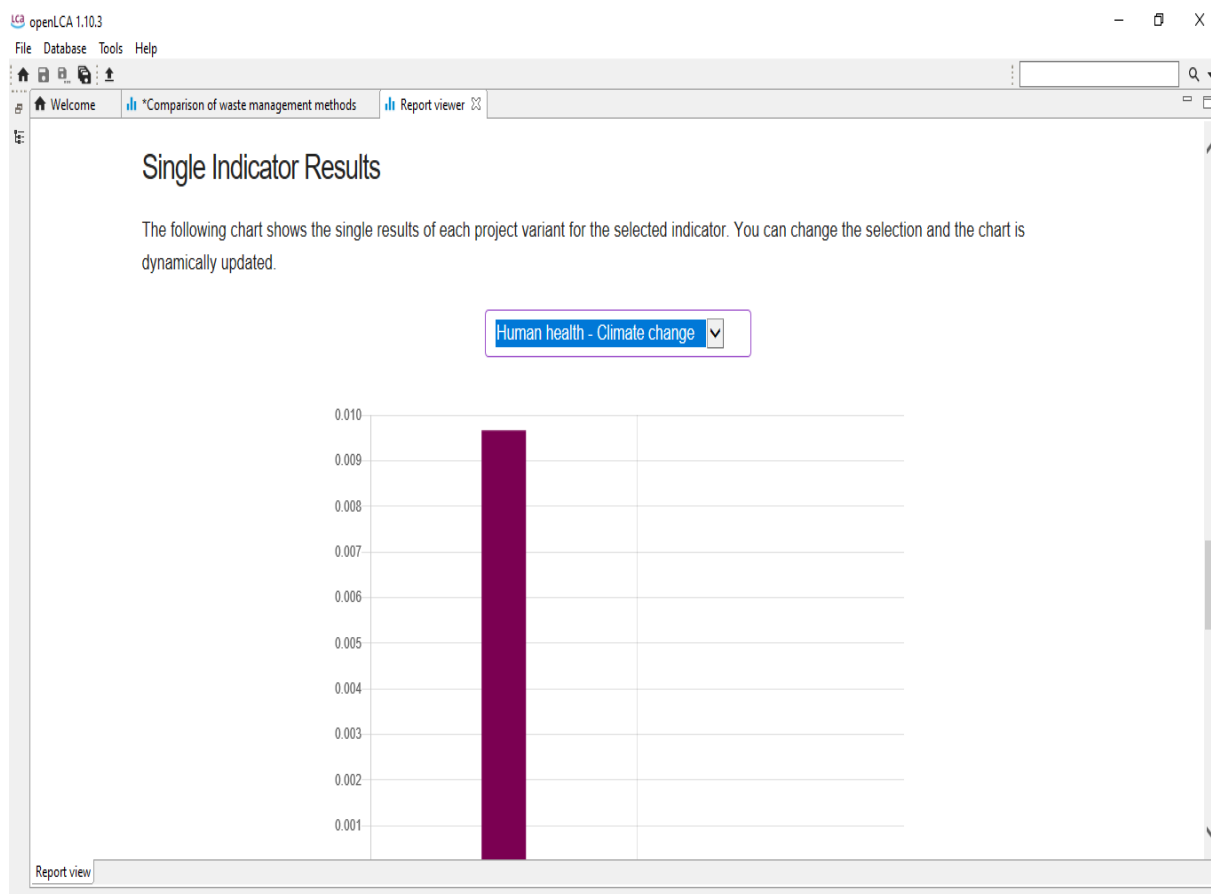 LCA openLCA 1.10.3
File Database Tools Help
Welcome *Comparison of waste management methods Report viewer
Single Indicator Results
The following chart shows the single results of each project variant for the selected indicator. You can change the selection and the chart is
dynamically updated.
Human health - Climate change
0.010
0.009
0.008
0.007
0.006
0.005
0.004
0.003
0.002
0.001
Report view